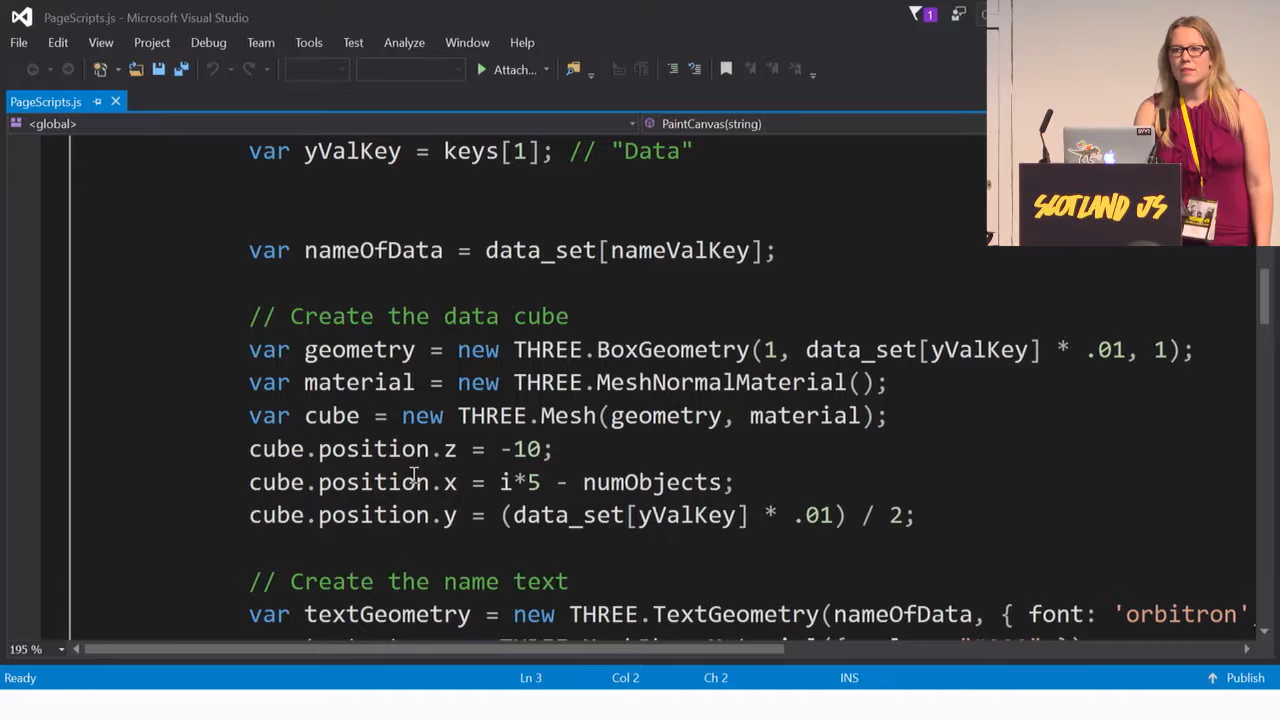 PageScripts.js - Microsoft Visual Studio
1
File Edit View Project Debug Team Tools Test Analyze Window Help
Attach...
PageScripts.js
<global>
PaintCanvas(string)
var yValKey = keys[1]; // "Data"
var nameOfData = data_set[nameValKey];
// Create the data cube
var geometry = new THREE.BoxGeometry(1, data_set[yValKey] * .01, 1);
var material = new THREE.MeshNormalMaterial();
var cube = new THREE.Mesh(geometry, material);
cube.position.z = -10;
cube.position.x = i*5 - numObjects;
cube.position.y = (data_set[yValKey] * .01) / 2;
// Create the name text
var textGeometry = new THREE.TextGeometry(nameOfData, { font: 'orbitron'
195 %
Ready
Ln 3
Col 2
Ch 2
INS
Publish
SCOTLAND JS